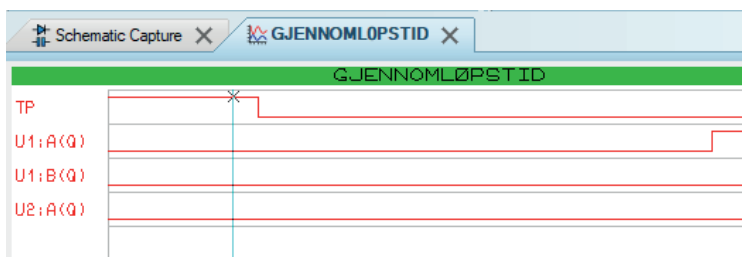 Schematic Capture
GJENNOMLØPSTID
GJENNOMLØPSTID
TP
U1:A(Q)
U1:B(Q)
U2:A(Q)